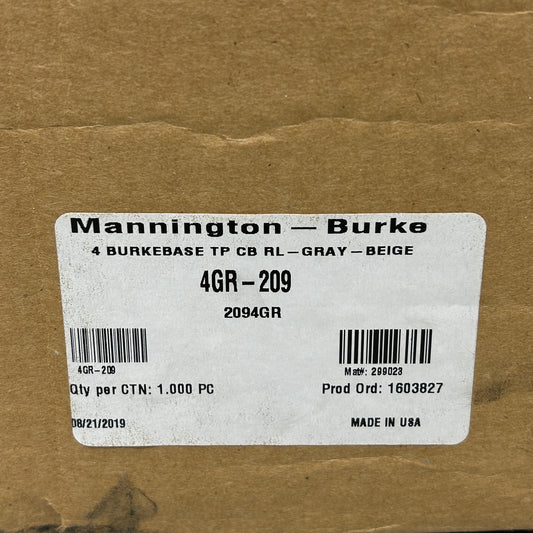 Mannington — Burke
4 BURKEBASE TP CB RL—GRAY—BEIGE
4GR-209
2094GR
4GR-209
Mat#: 299023
Qty per CTN: 1.000 PC
Prod Ord: 1603827
08/21/2019
MADE IN USA